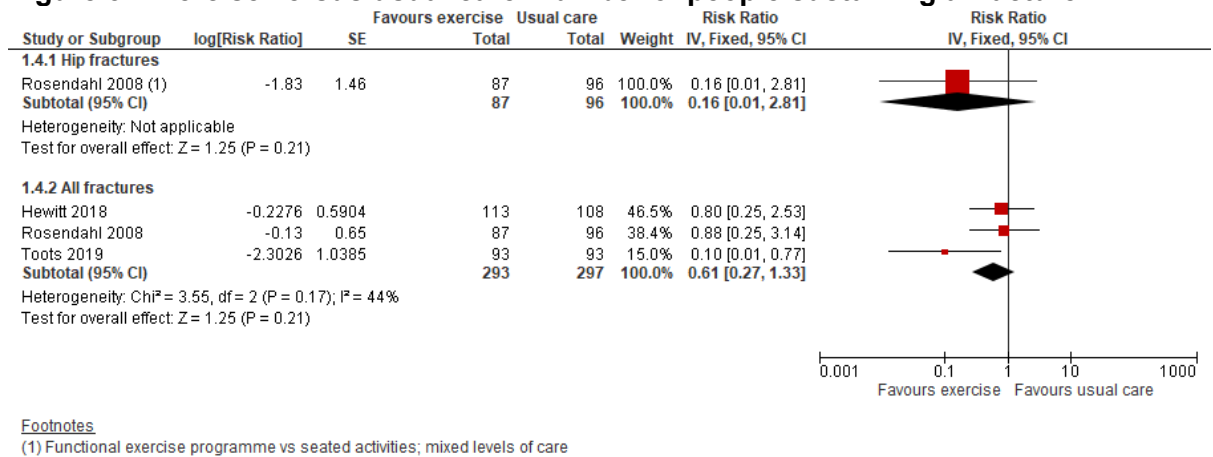 Favours exercise Usual care Risk Ratio Risk Ratio
Study or Subgroup log[Risk Ratio] SE Total Total Weight IV, Fixed, 95% CI IV, Fixed, 95% CI
1.4.1 Hip fractures
Rosendahl 2008 (1) -1.83 1.46 87 96 100.0% 0.16 [0.01, 2.81]
Subtotal (95% CI) 87 96 100.0% 0.16 [0.01, 2.81]
Heterogeneity: Not applicable
Test for overall effect: Z = 1.25 (P = 0.21)
1.4.2 All fractures
Hewitt 2018 -0.2276 0.5904 113 108 46.5% 0.80 [0.25, 2.53]
Rosendahl 2008 -0.13 0.65 87 96 38.4% 0.88 [0.25, 3.14]
Toots 2019 -2.3026 1.0385 93 93 15.0% 0.10 [0.01, 0.77]
Subtotal (95% CI) 293 297 100.0% 0.61 [0.27, 1.33]
Heterogeneity: Chi² = 3.55, df = 2 (P = 0.17); I² = 44%
Test for overall effect: Z = 1.25 (P = 0.21)
0.001 0.1 1 10 1000
Favours exercise Favours usual care
Footnotes
(1) Functional exercise programme vs seated activities; mixed levels of care